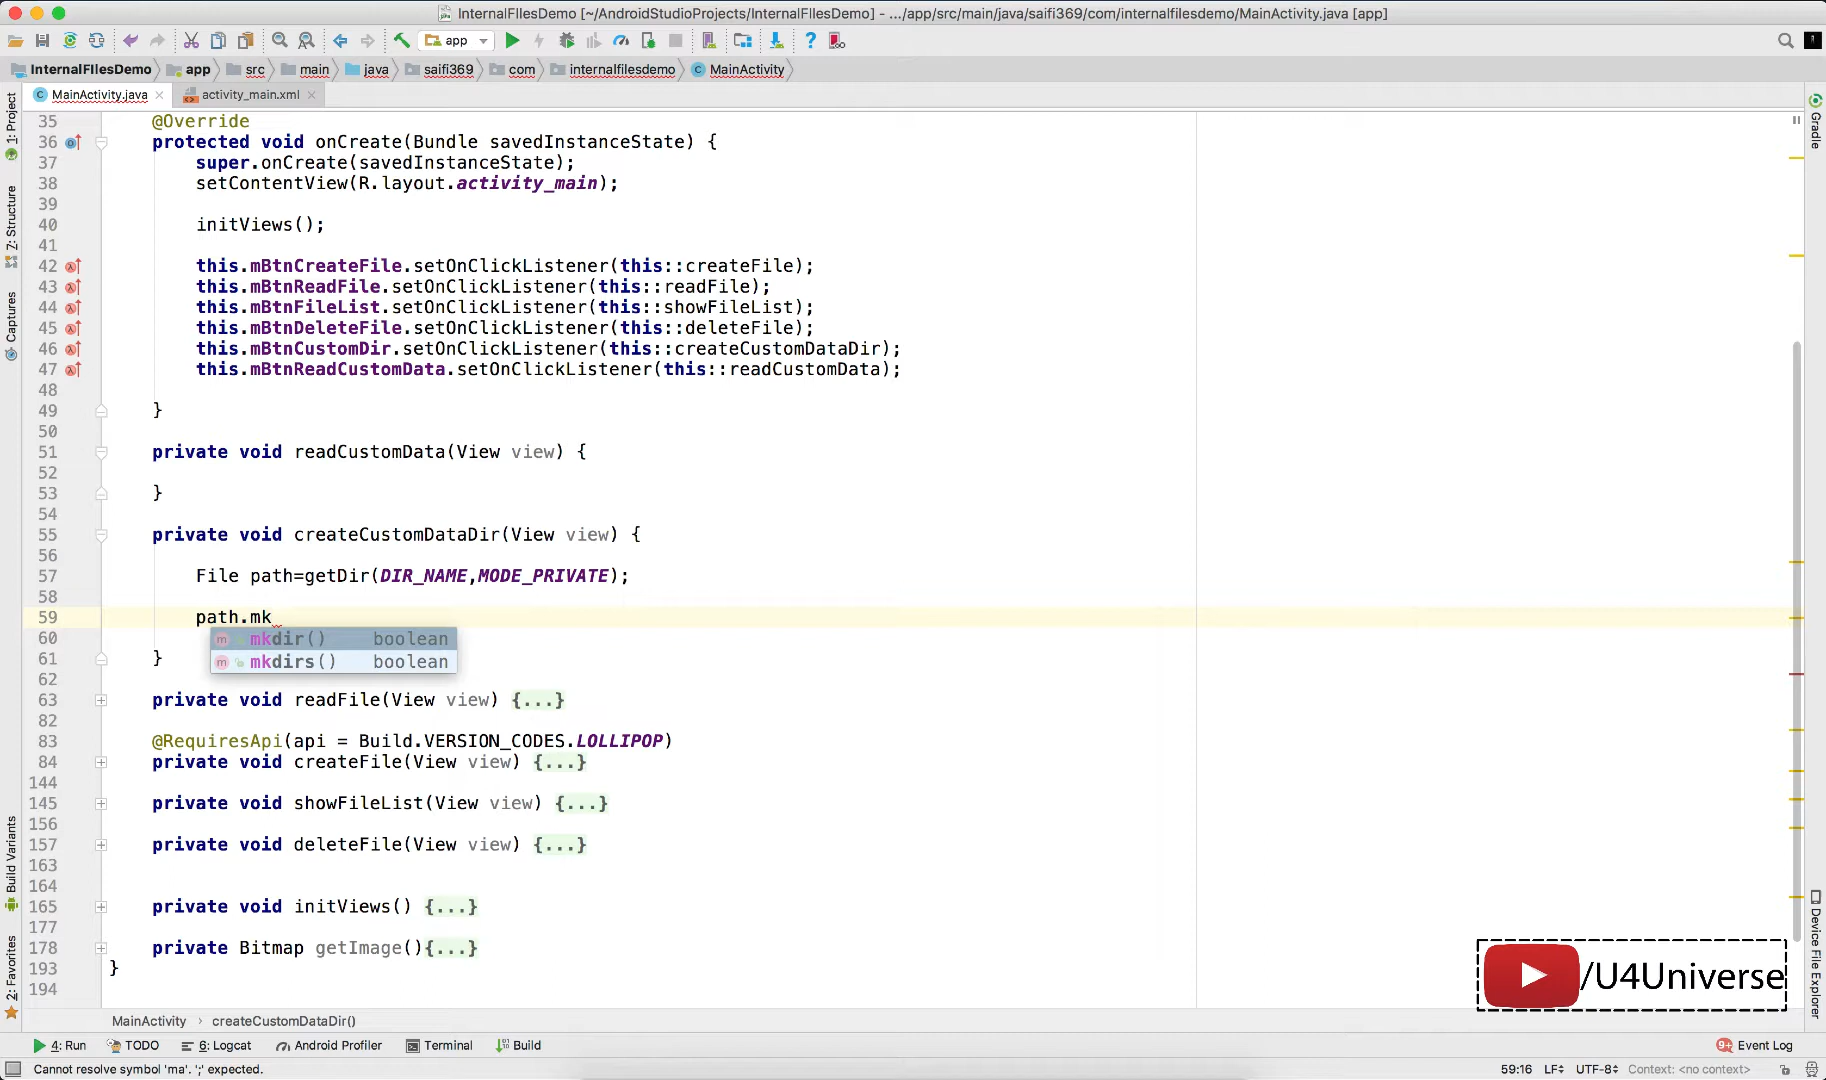 InternalFIlesDemo [~/AndroidStudioProjects/InternalFIlesDemo] - .../app/src/main/java/saifi369/com/internalfilesdemo/MainActivity.java [app]
app
InternalFIlesDemo app src main java saifi369 com internalfilesdemo MainActivity
MainActivity.java activity_main.xml
1: Project
Z: Structure
Captures
Build Variants
2: Favorites
Gradle
Device File Explorer
35 @Override
36 protected void onCreate(Bundle savedInstanceState) {
37 super.onCreate(savedInstanceState);
38 setContentView(R.layout.activity_main);
39
40 initViews();
41
42 this.mBtnCreateFile.setOnClickListener(this::createFile);
43 this.mBtnReadFile.setOnClickListener(this::readFile);
44 this.mBtnFileList.setOnClickListener(this::showFileList);
45 this.mBtnDeleteFile.setOnClickListener(this::deleteFile);
46 this.mBtnCustomDir.setOnClickListener(this::createCustomDataDir);
47 this.mBtnReadCustomData.setOnClickListener(this::readCustomData);
48
49 }
50
51 private void readCustomData(View view) {
52
53 }
54
55 private void createCustomDataDir(View view) {
56
57 File path=getDir(DIR_NAME,MODE_PRIVATE);
58
59 path.mk
60 m mkdir() boolean
61 } m mkdirs() boolean
62
63 private void readFile(View view) {...}
82
83 @RequiresApi(api = Build.VERSION_CODES.LOLLIPOP)
84 private void createFile(View view) {...}
144
145 private void showFileList(View view) {...}
156
157 private void deleteFile(View view) {...}
163
164
165 private void initViews() {...}
177
178 private Bitmap getImage(){...}
193 }
194
/U4Universe
MainActivity › createCustomDataDir()
4: Run TODO 6: Logcat Android Profiler Terminal Build 9+ Event Log
Cannot resolve symbol 'ma'. ';' expected. 59:16 LF UTF-8 Context: <no context>